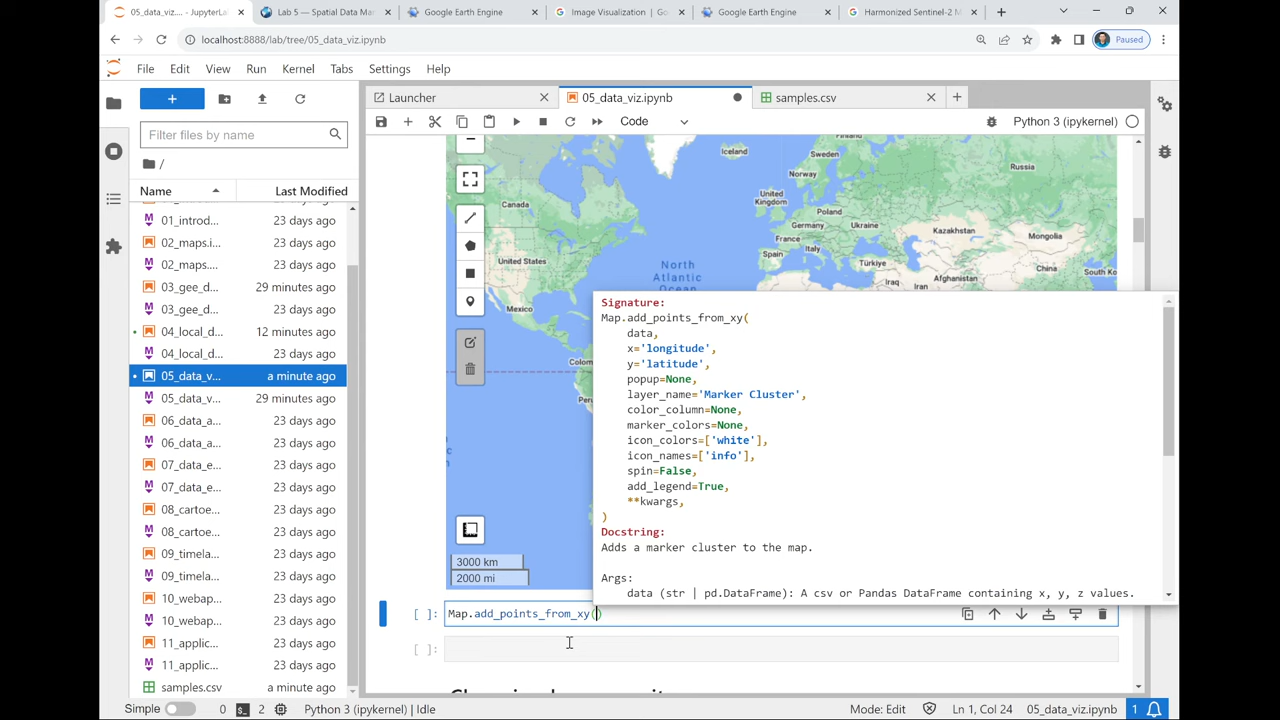 05_data_viz.... - JupyterLa
Lab 5 — Spatial Data Ma
Google Earth Engine
Image Visualization | Go
Google Earth Engine
Harmonized Sentinel-2 M
localhost:8888/lab/tree/05_data_viz.ipynb
Paused
File Edit View Run Kernel Tabs Settings Help
Launcher
05_data_viz.ipynb
samples.csv
Filter files by name
Code
Python 3 (ipykernel)
/
Name Last Modified
01_introd... 23 days ago
02_maps.i... 23 days ago
02_maps.... 23 days ago
03_gee_d... 29 minutes ago
03_gee_d... 23 days ago
04_local_d... 12 minutes ago
04_local_d... 23 days ago
05_data_v... a minute ago
05_data_v... 29 minutes ago
06_data_a... 23 days ago
06_data_a... 23 days ago
07_data_e... 23 days ago
07_data_e... 23 days ago
08_cartoe... 23 days ago
08_cartoe... 23 days ago
09_timela... 23 days ago
09_timela... 23 days ago
10_webap... 23 days ago
10_webap... 23 days ago
11_applic... 23 days ago
11_applic... 23 days ago
samples.csv a minute ago
Iceland
Sweden
Norway
Russia
Canada
United
Kingdom
Poland
Germany
Ukraine
France
Kazakhstan
Mongolia
Spain
Italy
Türkiye
United States
North
Atlantic
Ocean
Iraq
Iran
Afghanistan
China
South Ko
Mexico
3000 km
2000 mi
Signature:
Map.add_points_from_xy(
data,
x='longitude',
y='latitude',
popup=None,
layer_name='Marker Cluster',
color_column=None,
marker_colors=None,
icon_colors=['white'],
icon_names=['info'],
spin=False,
add_legend=True,
**kwargs,
)
Docstring:
Adds a marker cluster to the map.
Args:
data (str | pd.DataFrame): A csv or Pandas DataFrame containing x, y, z values.
[ ]: Map.add_points_from_xy()
[ ]:
Simple 0 2 Python 3 (ipykernel) | Idle Mode: Edit Ln 1, Col 24 05_data_viz.ipynb 1